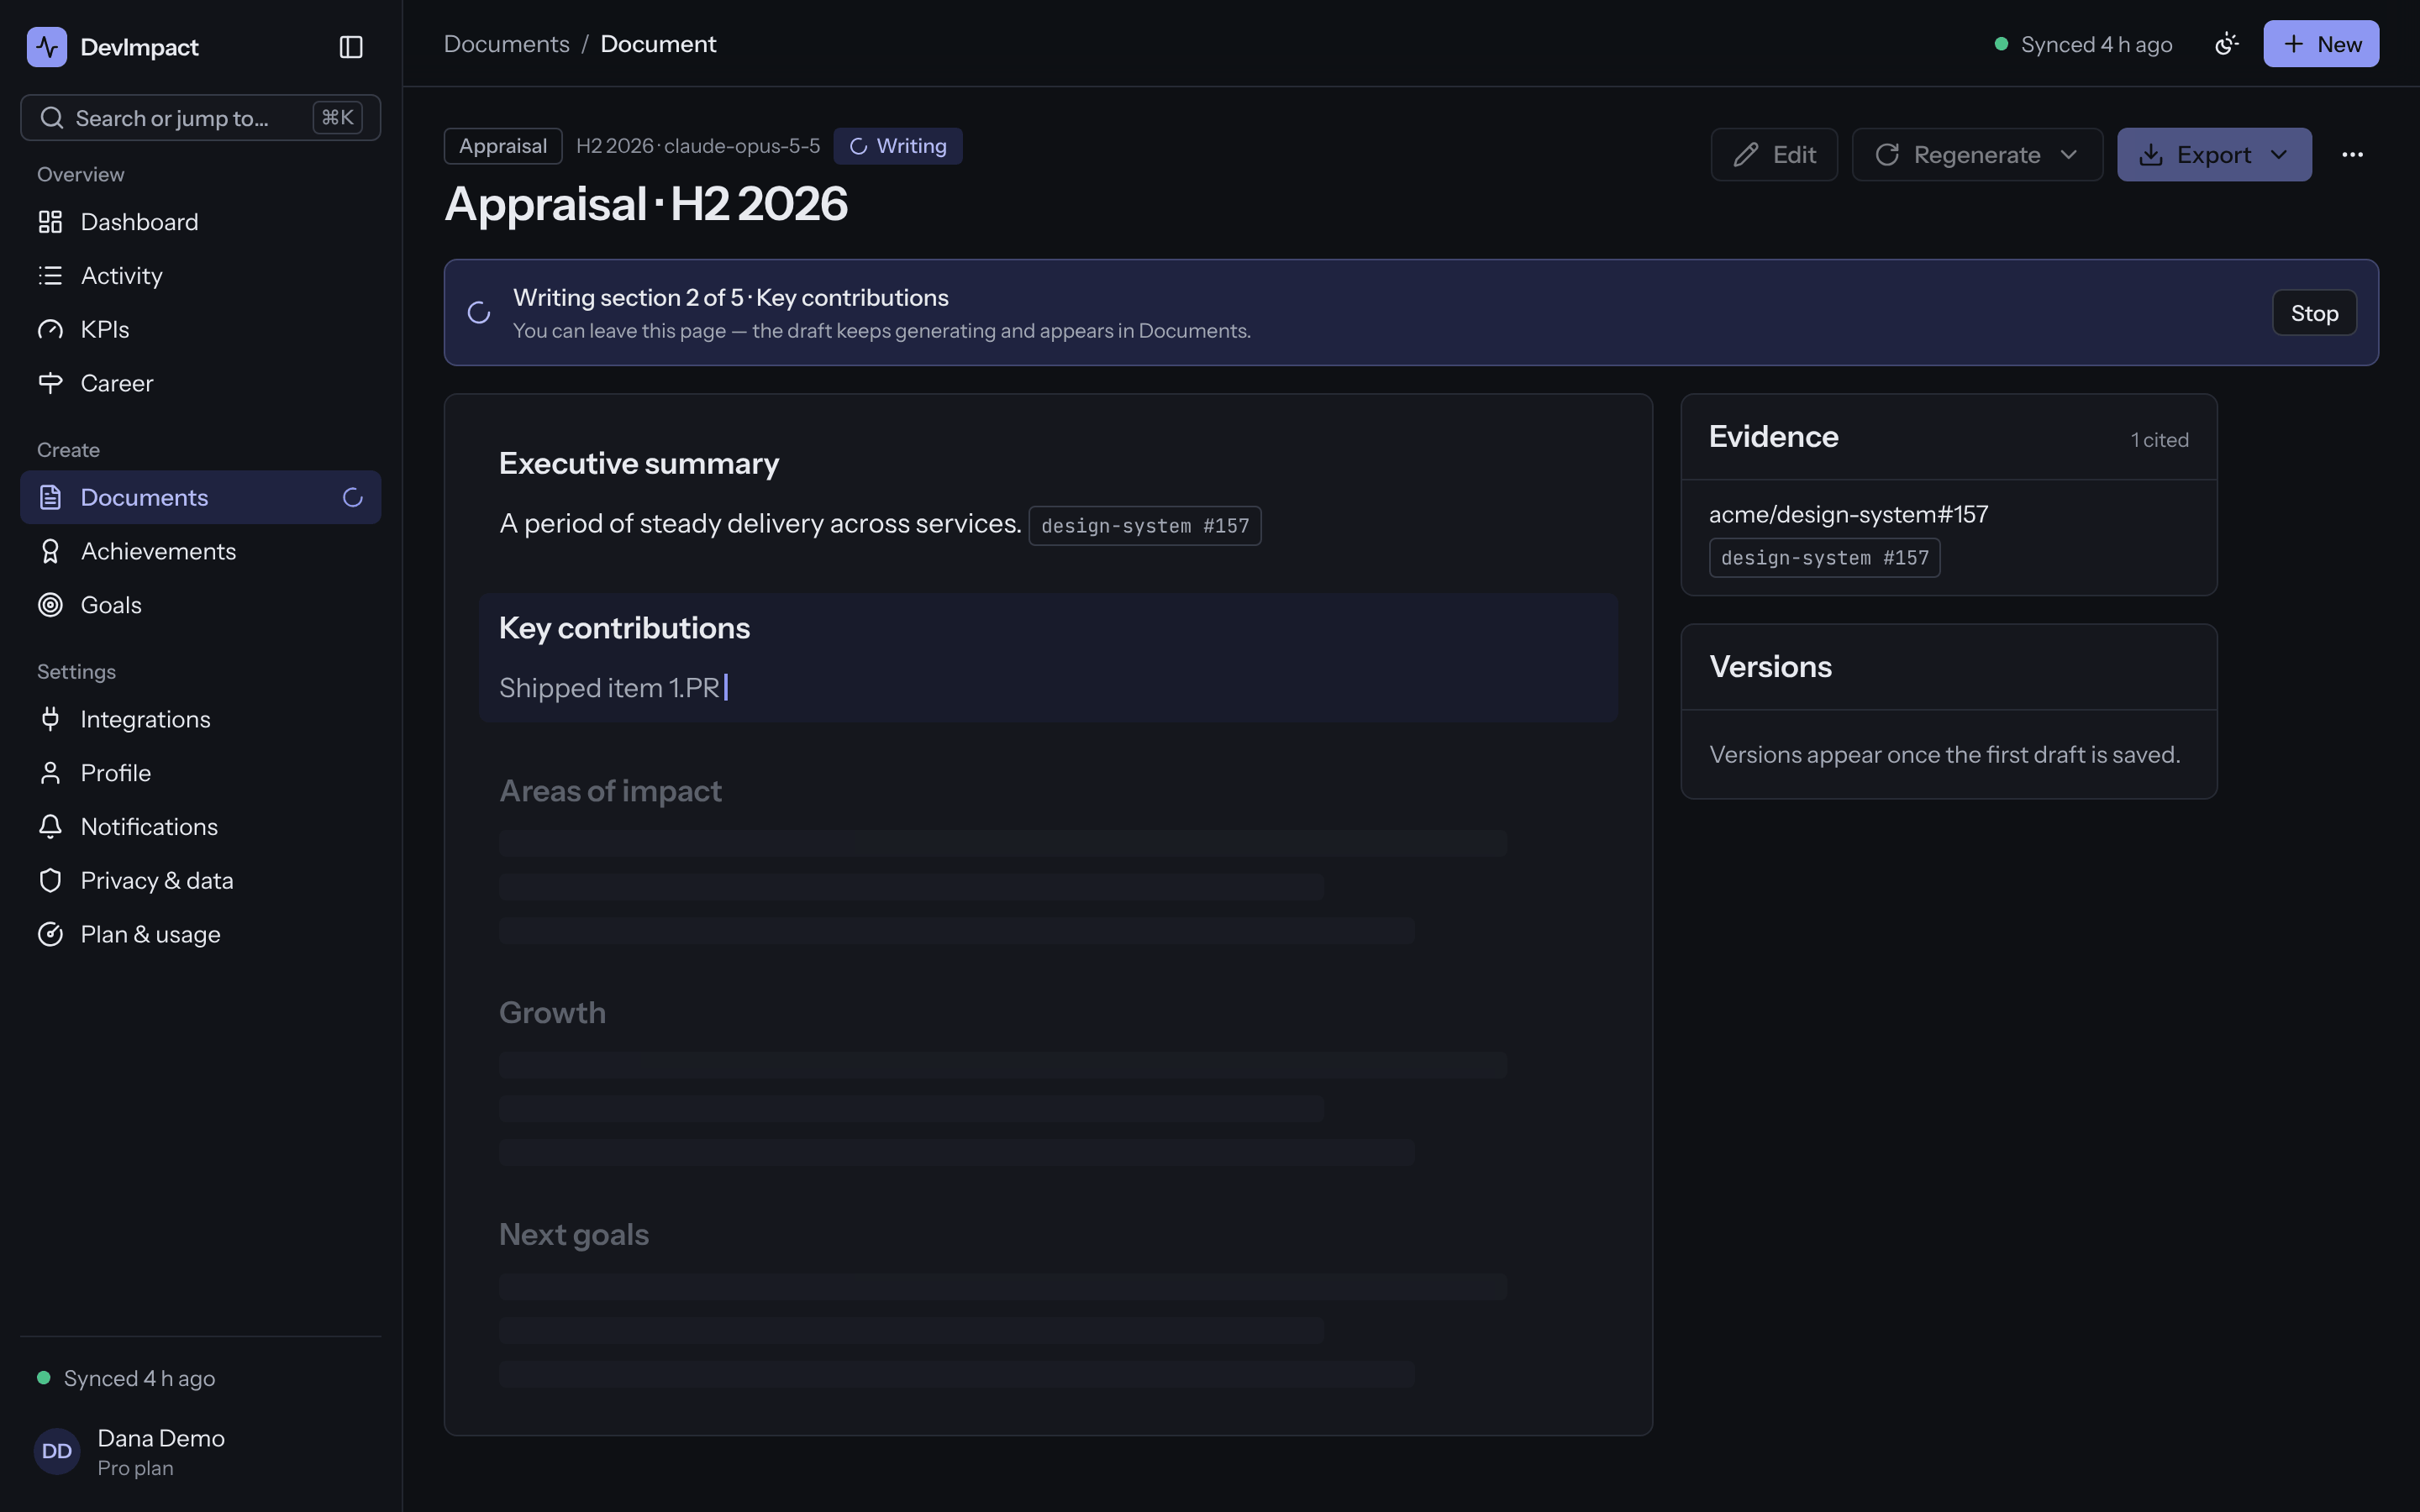 DevImpact
Search or jump to... ⌘K
Overview
Dashboard
Activity
KPIs
Career
Create
Documents
Achievements
Goals
Settings
Integrations
Profile
Notifications
Privacy & data
Plan & usage
Synced 4 h ago
DD
Dana Demo
Pro plan
Documents / Document
Synced 4 h ago
New
Appraisal H2 2026 · claude-opus-5-5 Writing
Edit
Regenerate
Export
Appraisal · H2 2026
Writing section 2 of 5 · Key contributions
You can leave this page — the draft keeps generating and appears in Documents.
Stop
Executive summary
A period of steady delivery across services. design-system #157
Key contributions
Shipped item 1.PR
Areas of impact
Growth
Next goals
Evidence
1 cited
acme/design-system#157
design-system #157
Versions
Versions appear once the first draft is saved.